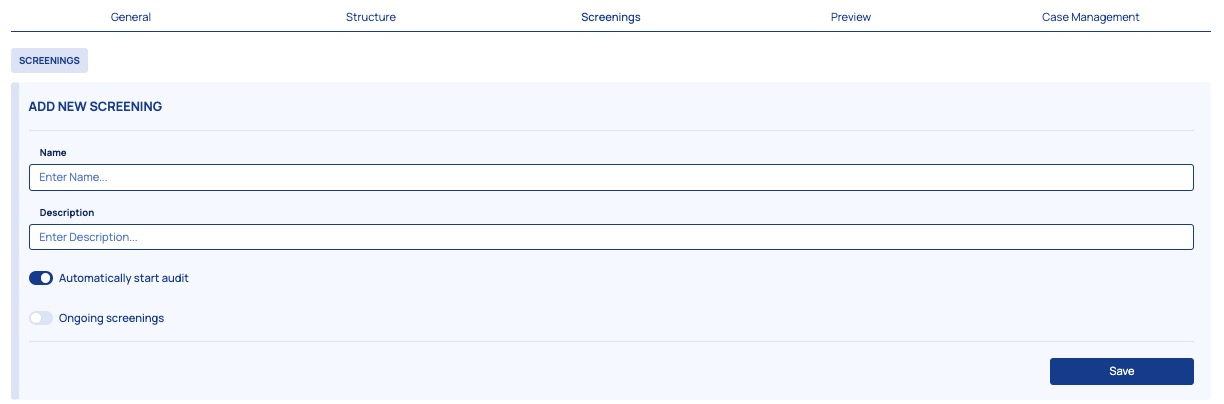 General
Structure
Screenings
Preview
Case Management
SCREENINGS
ADD NEW SCREENING
Name
Enter Name...
Description
Enter Description...
Automatically start audit
Ongoing screenings
Save